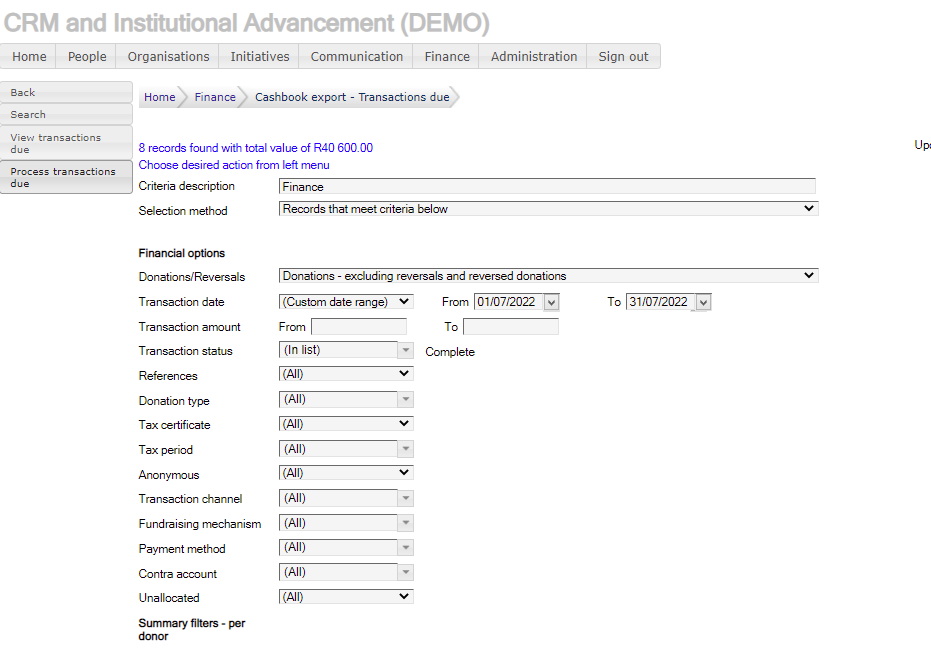 CRM and Institutional Advancement (DEMO)
Home People Organisations Initiatives Communication Finance Administration Sign out
Back
Search
View transactions
due
Process transactions
due
Home Finance Cashbook export - Transactions due
8 records found with total value of R40 600.00
Choose desired action from left menu
Criteria description Finance
Selection method Records that meet criteria below
Financial options
Donations/Reversals Donations - excluding reversals and reversed donations
Transaction date (Custom date range) From 01/07/2022 To 31/07/2022
Transaction amount From To
Transaction status (In list) Complete
References (All)
Donation type (All)
Tax certificate (All)
Tax period (All)
Anonymous (All)
Transaction channel (All)
Fundraising mechanism (All)
Payment method (All)
Contra account (All)
Unallocated (All)
Summary filters - per
donor